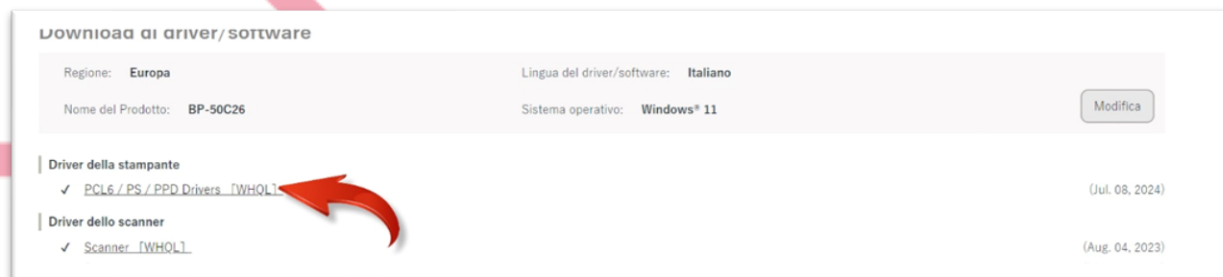 Download di driver/software
Regione: Europa
Lingua del driver/software: Italiano
Nome del Prodotto: BP-50C26
Sistema operativo: Windows® 11
Modifica
Driver della stampante
✓ PCL6 / PS / PPD Drivers [WHQL]
(Jul. 08, 2024)
Driver dello scanner
✓ Scanner [WHQL]
(Aug. 04, 2023)